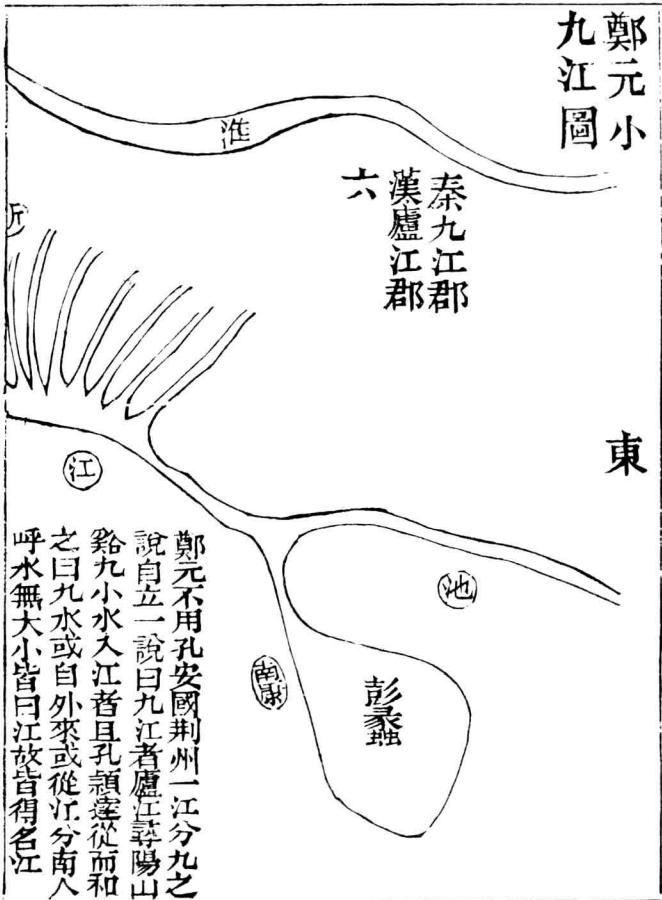 鄭元小
九江圖
淮
秦九江郡
漢廬江郡
六
東
江
池
南康
彭蠡
鄭元不用孔安國荆州一江分九之
說自立一說曰九江者廬江尋陽山
谿九小水入江者且孔頴達從而和
之曰九水或自外來或從江分南人
呼水無大小皆曰江故皆得名江